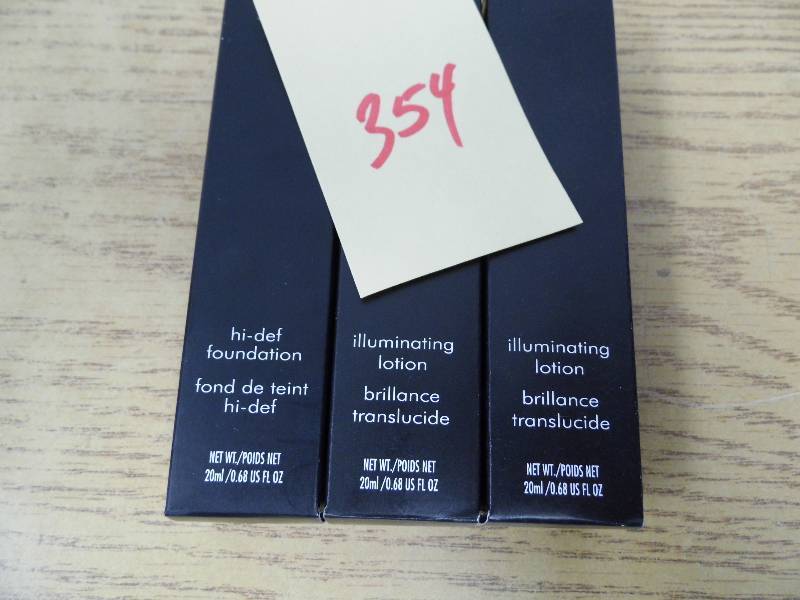 354
hi-def
foundation
fond de teint
hi-def
NET WT./POIDS NET
20ml /0.68 US FL OZ
illuminating
lotion
brillance
translucide
NET WT./POIDS NET
20ml /0.68 US FL OZ
illuminating
lotion
brillance
translucide
NET WT./POIDS NET
20ml /0.68 US FL OZ